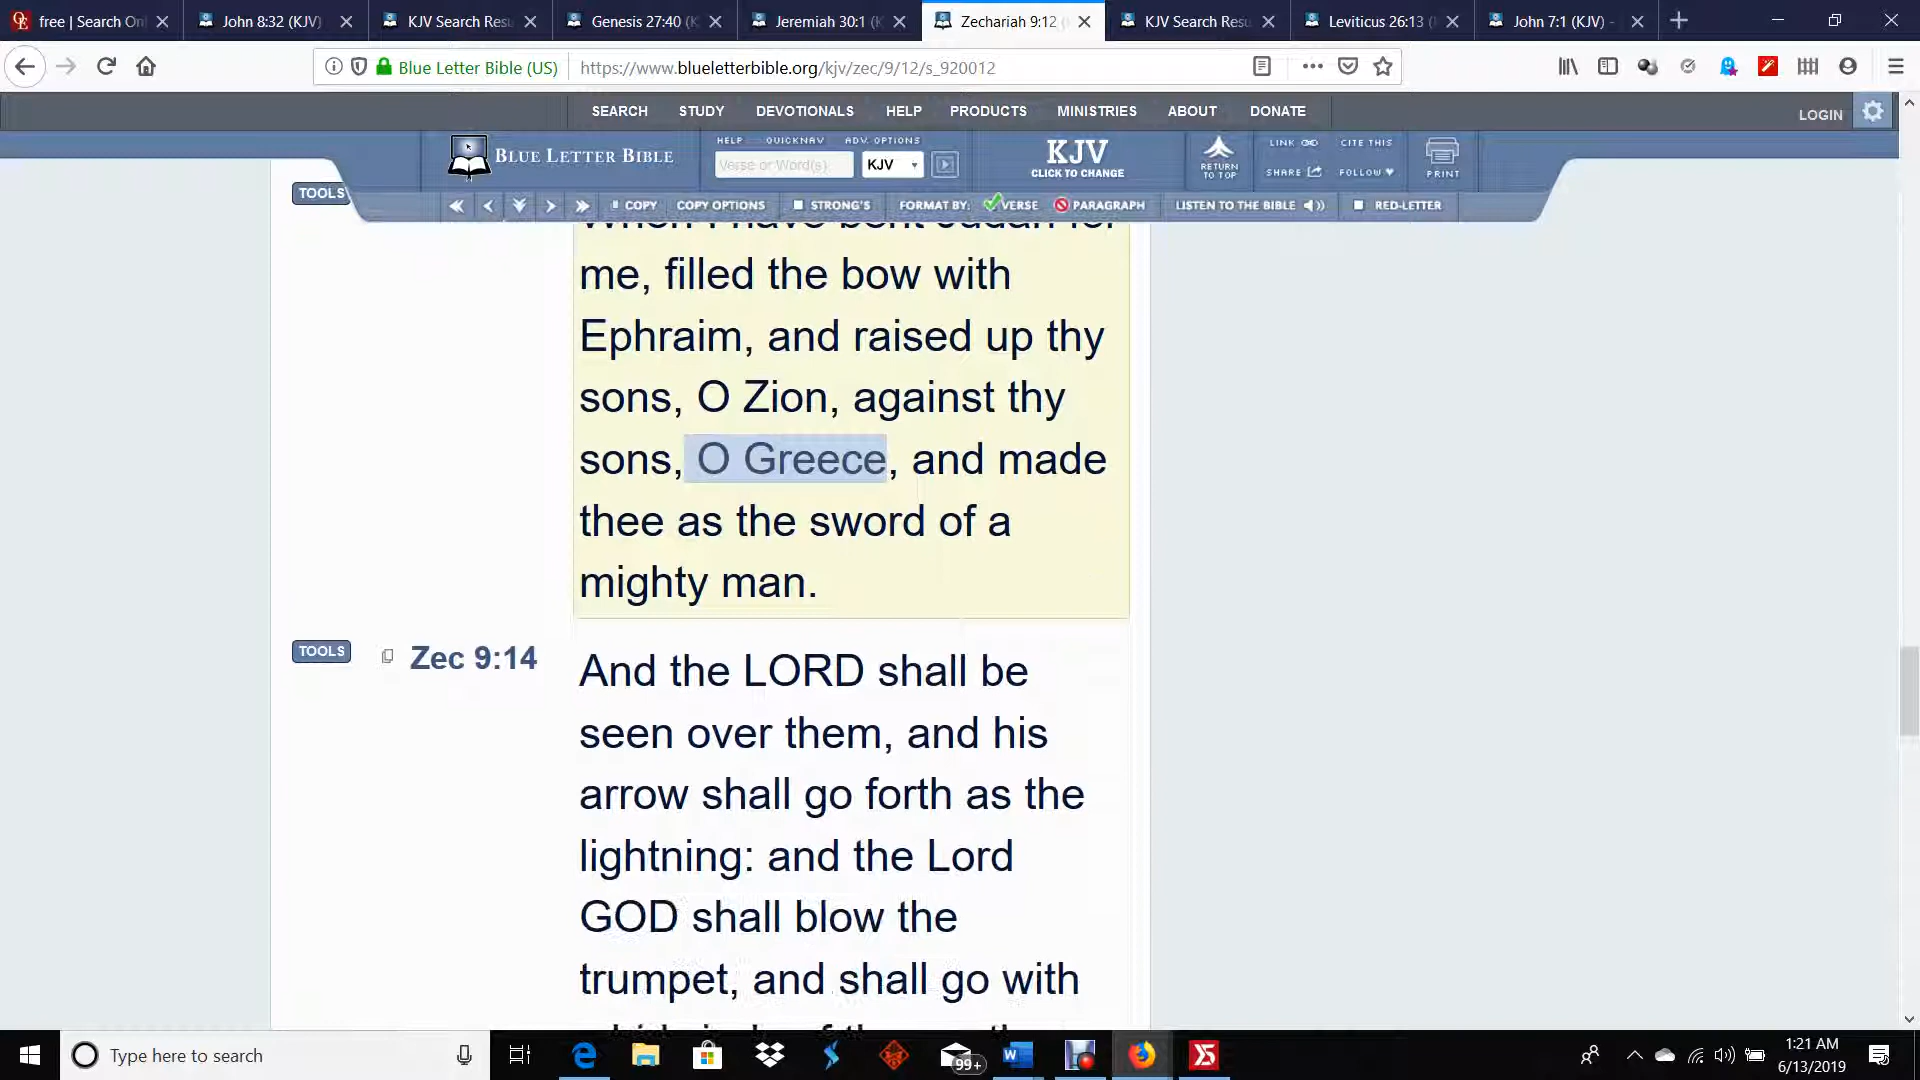 free | Search On
John 8:32 (KJV)
KJV Search Resu
Genesis 27:40 (K
Jeremiah 30:1 (K
Zechariah 9:12 (
KJV Search Resu
Leviticus 26:13 (
John 7:1 (KJV) -
Blue Letter Bible (US)
https://www.blueletterbible.org/kjv/zec/9/12/s_920012
SEARCH STUDY DEVOTIONALS HELP PRODUCTS MINISTRIES ABOUT DONATE
LOGIN
HELP QUICKNAV ADV. OPTIONS
BLUE LETTER BIBLE
Verse or Word(s)
KJV
KJV
CLICK TO CHANGE
RETURN
TO TOP
LINK CITE THIS
SHARE FOLLOW
PRINT
TOOLS
COPY COPY OPTIONS STRONG'S FORMAT BY: VERSE PARAGRAPH LISTEN TO THE BIBLE RED-LETTER
When I have bent Judah for
me, filled the bow with
Ephraim, and raised up thy
sons, O Zion, against thy
sons, O Greece, and made
thee as the sword of a
mighty man.
TOOLS
Zec 9:14
And the LORD shall be
seen over them, and his
arrow shall go forth as the
lightning: and the Lord
GOD shall blow the
trumpet, and shall go with
Type here to search
99+
1:21 AM
6/13/2019